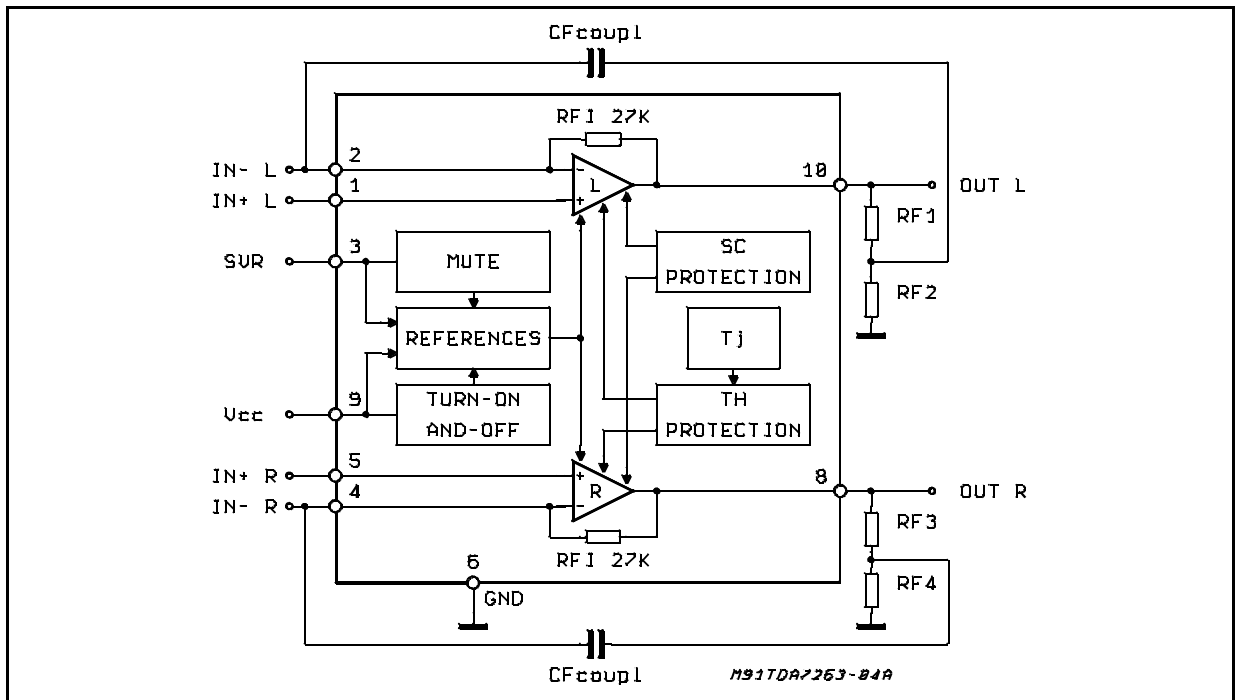 CFcoupl
RFI 27K
IN- L
2
-
L
10
OUT L
IN+ L
1
+
RF1
SVR
3
MUTE
SC
PROTECTION
RF2
REFERENCES
Tj
Vcc
9
TURN-ON
AND-OFF
TH
PROTECTION
IN+ R
5
+
R
8
OUT R
IN- R
4
-
RF3
RFI 27K
6
GND
RF4
CFcoupl
M91TDA7263-04A